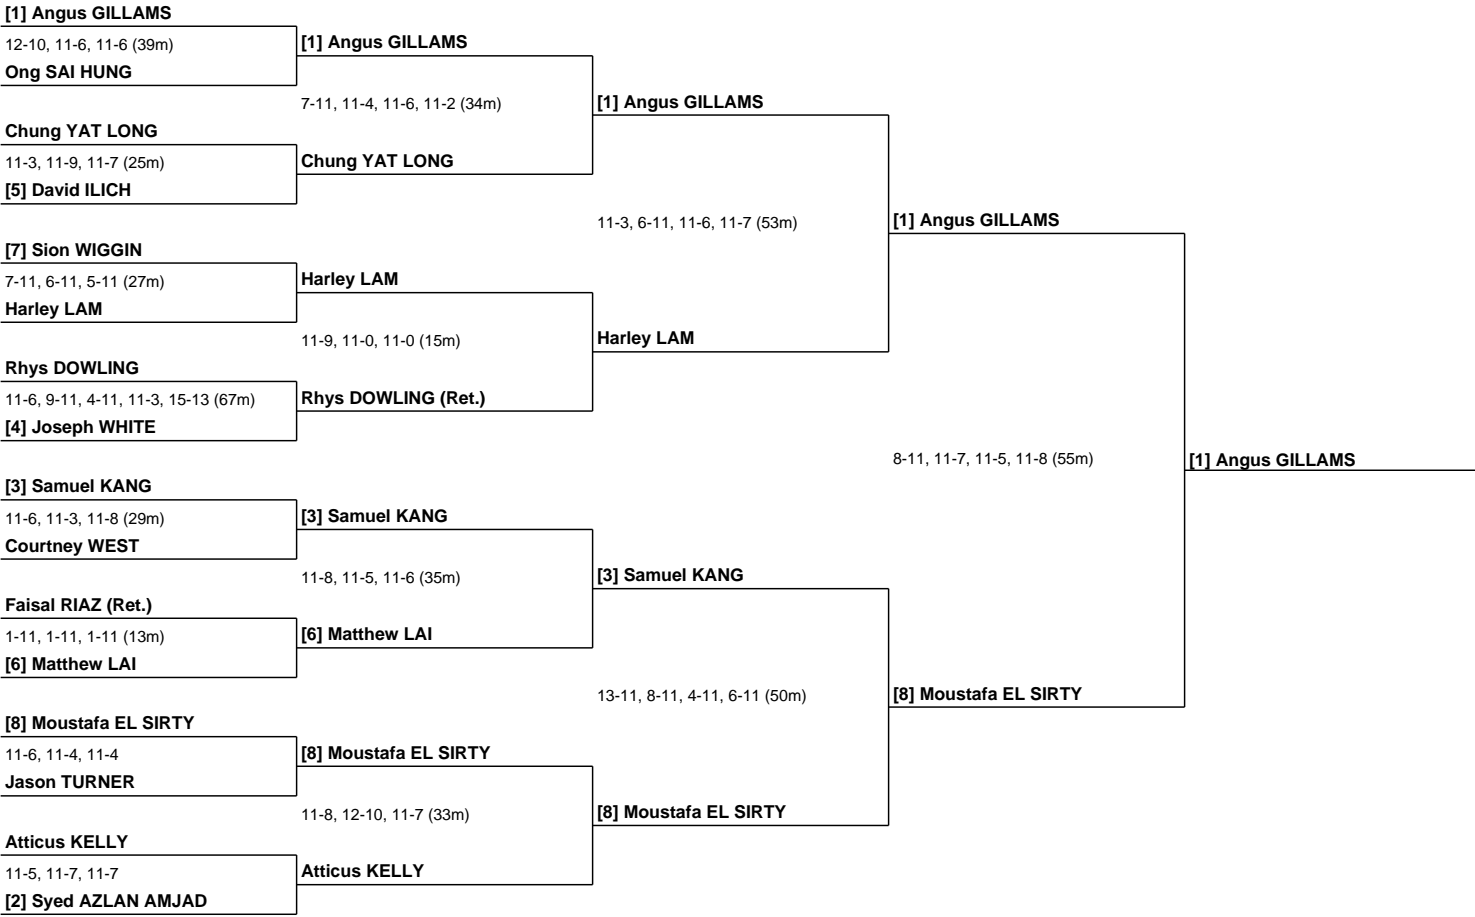 [1] Angus GILLAMS
12-10, 11-6, 11-6 (39m)
Ong SAI HUNG
Chung YAT LONG
11-3, 11-9, 11-7 (25m)
[5] David ILICH
[7] Sion WIGGIN
7-11, 6-11, 5-11 (27m)
Harley LAM
Rhys DOWLING
11-6, 9-11, 4-11, 11-3, 15-13 (67m)
[4] Joseph WHITE
[3] Samuel KANG
11-6, 11-3, 11-8 (29m)
Courtney WEST
Faisal RIAZ (Ret.)
1-11, 1-11, 1-11 (13m)
[6] Matthew LAI
[8] Moustafa EL SIRTY
11-6, 11-4, 11-4
Jason TURNER
Atticus KELLY
11-5, 11-7, 11-7
[2] Syed AZLAN AMJAD
[1] Angus GILLAMS
7-11, 11-4, 11-6, 11-2 (34m)
Chung YAT LONG
Harley LAM
11-9, 11-0, 11-0 (15m)
Rhys DOWLING (Ret.)
[3] Samuel KANG
11-8, 11-5, 11-6 (35m)
[6] Matthew LAI
[8] Moustafa EL SIRTY
11-8, 12-10, 11-7 (33m)
Atticus KELLY
[1] Angus GILLAMS
11-3, 6-11, 11-6, 11-7 (53m)
Harley LAM
[3] Samuel KANG
13-11, 8-11, 4-11, 6-11 (50m)
[8] Moustafa EL SIRTY
[1] Angus GILLAMS
8-11, 11-7, 11-5, 11-8 (55m)
[8] Moustafa EL SIRTY
[1] Angus GILLAMS